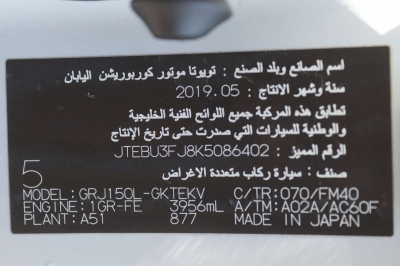 اسم الصانع وبلد الصنع : تويوتا موتور كوربوريشن اليابان
سنة وشهر الانتاج : 2019.05
تطابق هذه المركبة جميع اللوائح الفنية الخليجية
والوطنية للسيارات التي صدرت حتى تاريخ الإنتاج
الرقم المميز : JTEBU3FJ8K5086402
صنف : سيارة ركاب متعددة الاغراض
5
MODEL: GRJ150L-GKTEKV C/TR: 070/FM40
ENGINE: 1GR-FE 3956mL A/TM: A02A/AC60F
PLANT: A51 877 MADE IN JAPAN